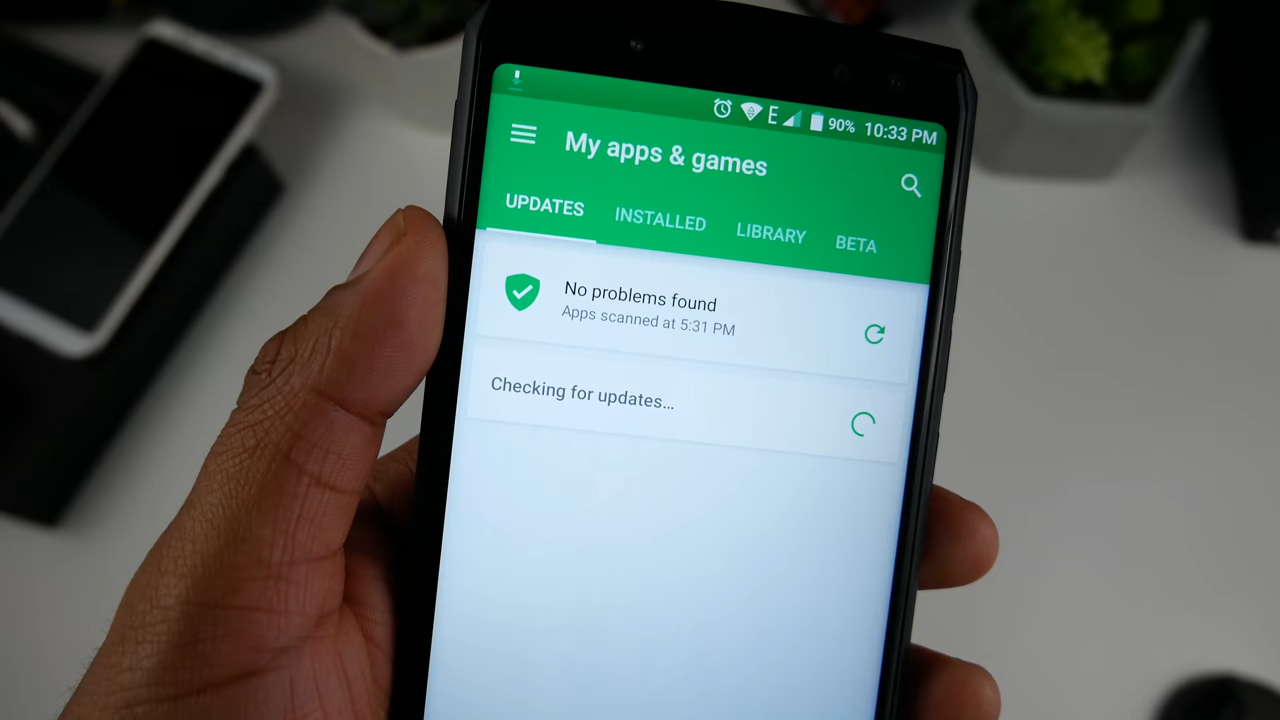 E 90% 10:33 PM
My apps & games
UPDATES INSTALLED LIBRARY BETA
No problems found
Apps scanned at 5:31 PM
Checking for updates...